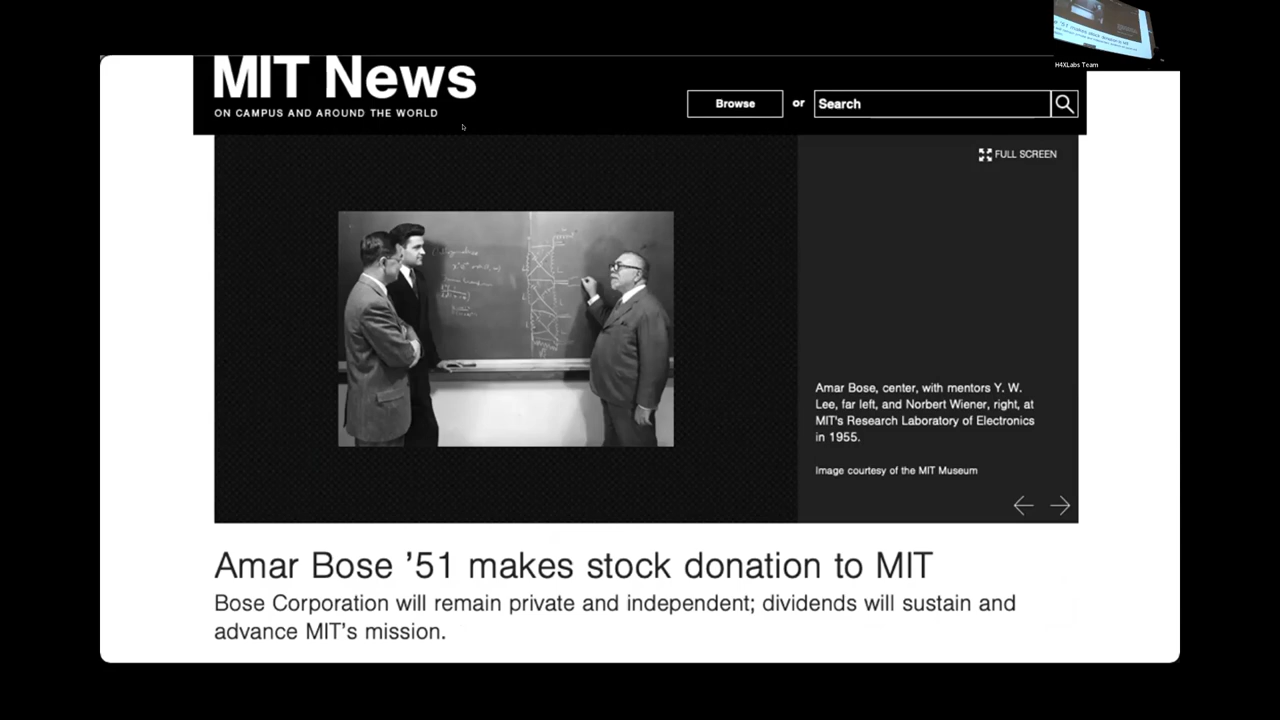 H4XLabs Team
MIT News
ON CAMPUS AND AROUND THE WORLD
Browse or Search
FULL SCREEN
Amar Bose, center, with mentors Y. W.
Lee, far left, and Norbert Wiener, right, at
MIT's Research Laboratory of Electronics
in 1955.
Image courtesy of the MIT Museum
Amar Bose ’51 makes stock donation to MIT
Bose Corporation will remain private and independent; dividends will sustain and
advance MIT’s mission.